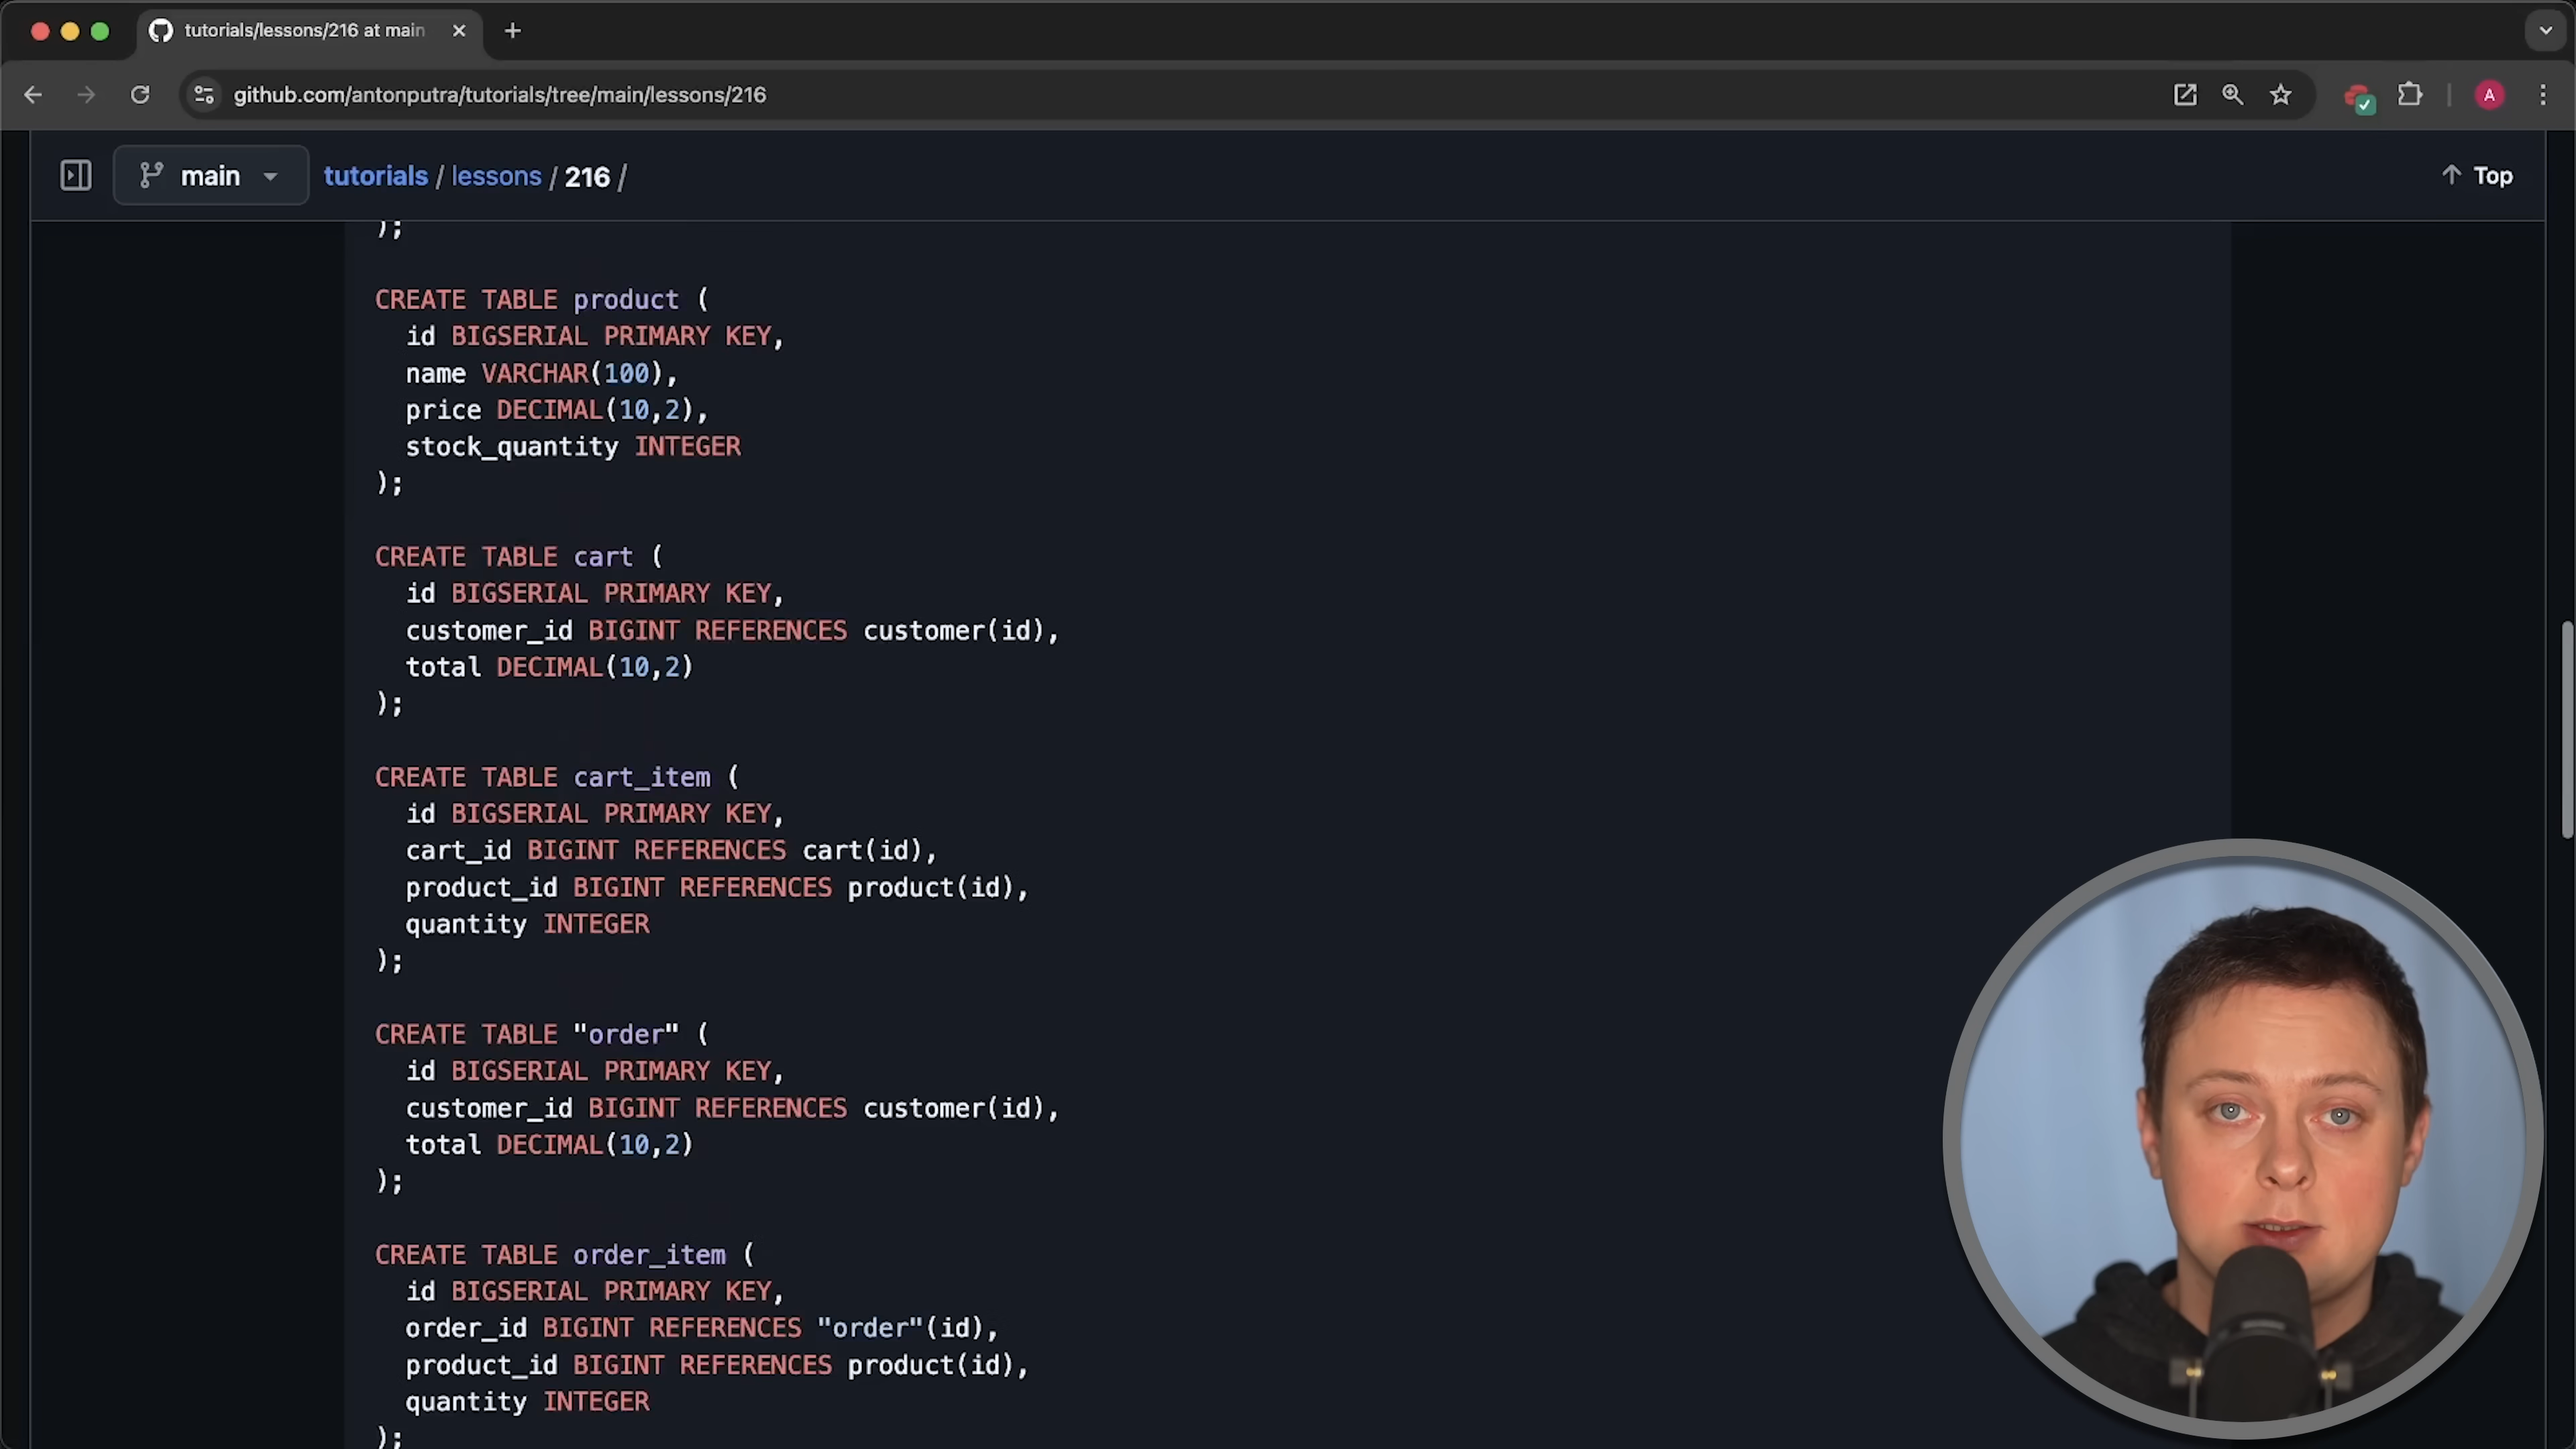 tutorials/lessons/216 at main
github.com/antonputra/tutorials/tree/main/lessons/216
A
main
tutorials / lessons / 216 /
Top
);
CREATE TABLE product (
id BIGSERIAL PRIMARY KEY,
name VARCHAR(100),
price DECIMAL(10,2),
stock_quantity INTEGER
);
CREATE TABLE cart (
id BIGSERIAL PRIMARY KEY,
customer_id BIGINT REFERENCES customer(id),
total DECIMAL(10,2)
);
CREATE TABLE cart_item (
id BIGSERIAL PRIMARY KEY,
cart_id BIGINT REFERENCES cart(id),
product_id BIGINT REFERENCES product(id),
quantity INTEGER
);
CREATE TABLE "order" (
id BIGSERIAL PRIMARY KEY,
customer_id BIGINT REFERENCES customer(id),
total DECIMAL(10,2)
);
CREATE TABLE order_item (
id BIGSERIAL PRIMARY KEY,
order_id BIGINT REFERENCES "order"(id),
product_id BIGINT REFERENCES product(id),
quantity INTEGER
);